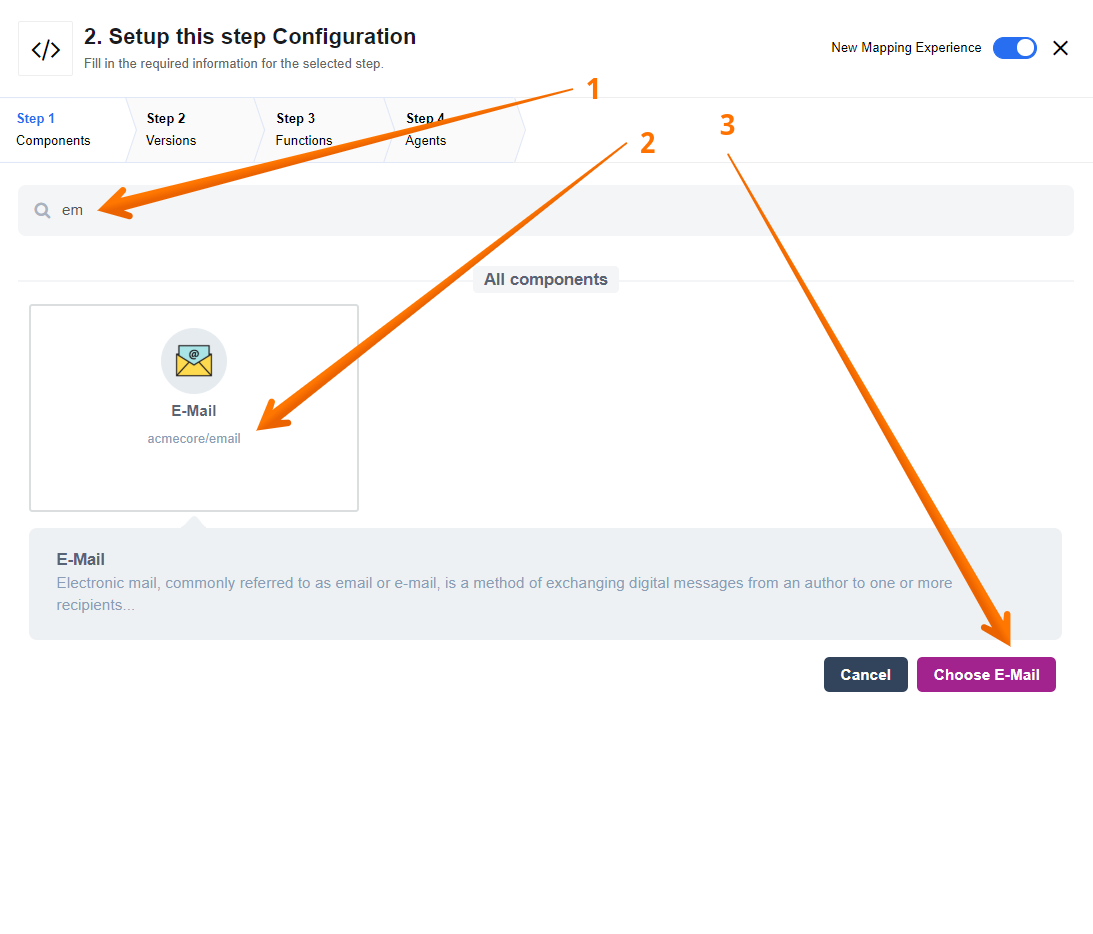 2. Setup this step Configuration
Fill in the required information for the selected step.
New Mapping Experience
1
2
3
Step 1
Components
Step 2
Versions
Step 3
Functions
Step 4
Agents
em
All components
@
E-Mail
acmecore/email
E-Mail
Electronic mail, commonly referred to as email or e-mail, is a method of exchanging digital messages from an author to one or more
recipients...
Cancel
Choose E-Mail